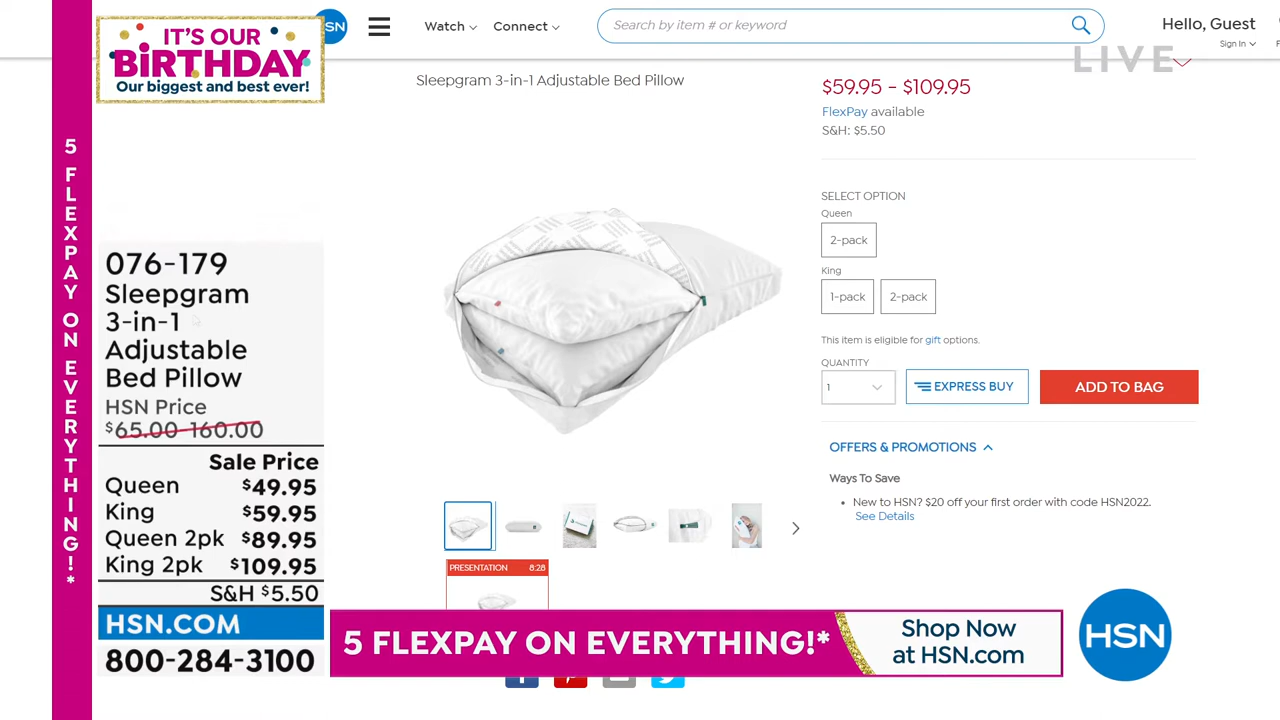 IT'S OUR
BiRTHDAY
Our biggest and best ever!
5 FLEXPAY ON EVERYTHING!*
Watch
Connect
Search by item # or keyword
Hello, Guest
Sign In
LIVE
Sleepgram 3-in-1 Adjustable Bed Pillow
$59.95 - $109.95
FlexPay available
S&H: $5.50
SELECT OPTION
Queen
2-pack
King
1-pack 2-pack
This item is eligible for gift options.
QUANTITY
1
EXPRESS BUY
ADD TO BAG
OFFERS & PROMOTIONS
Ways To Save
• New to HSN? $20 off your first order with code HSN2022.
See Details
076-179
Sleepgram
3-in-1
Adjustable
Bed Pillow
HSN Price
$65.00-160.00
Sale Price
Queen $49.95
King $59.95
Queen 2pk $89.95
King 2pk $109.95
S&H $5.50
HSN.COM
800-284-3100
PRESENTATION 8:28
5 FLEXPAY ON EVERYTHING!*
Shop Now
at HSN.com
HSN